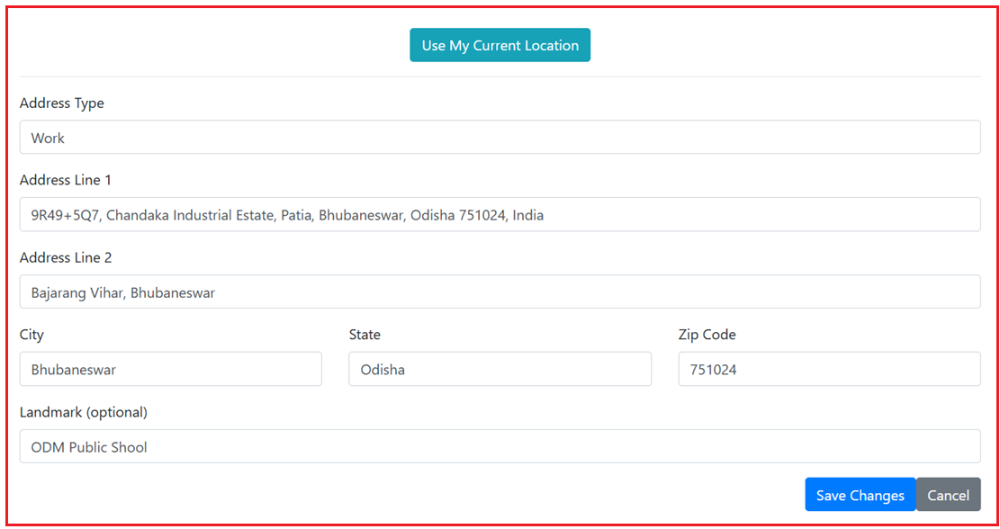 Use My Current Location
Address Type
Work
Address Line 1
9R49+5Q7, Chandaka Industrial Estate, Patia, Bhubaneswar, Odisha 751024, India
Address Line 2
Bajarang Vihar, Bhubaneswar
City State Zip Code
Bhubaneswar Odisha 751024
Landmark (optional)
ODM Public Shool
Save Changes Cancel